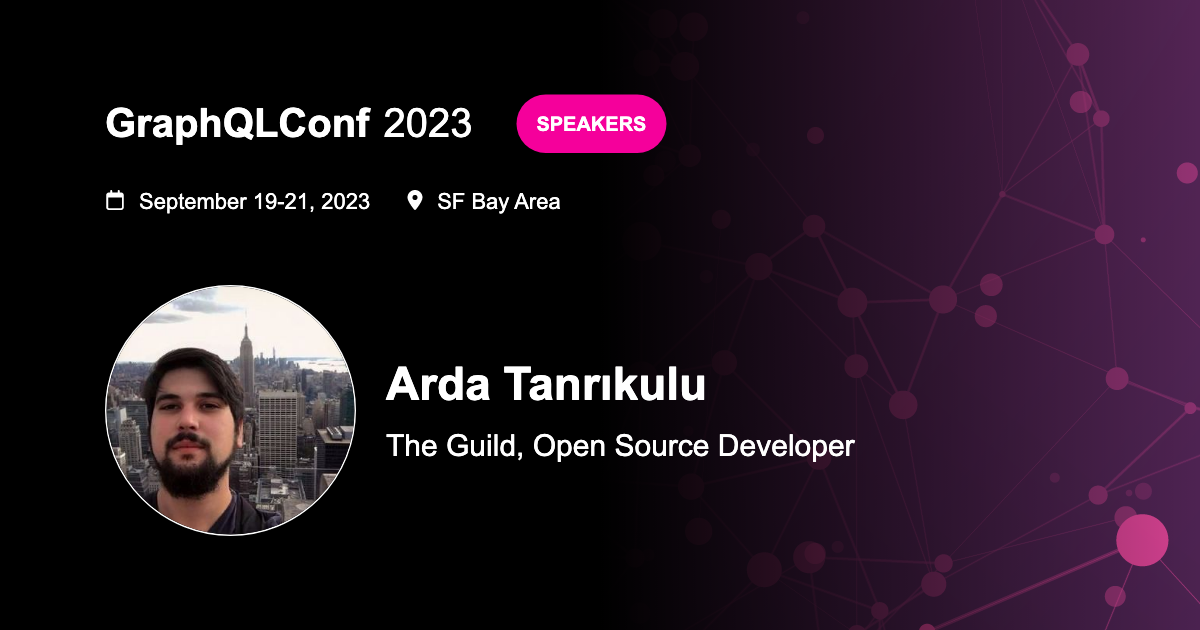 GraphQLConf 2023
SPEAKERS
September 19-21, 2023
SF Bay Area
Arda Tanrıkulu
The Guild, Open Source Developer